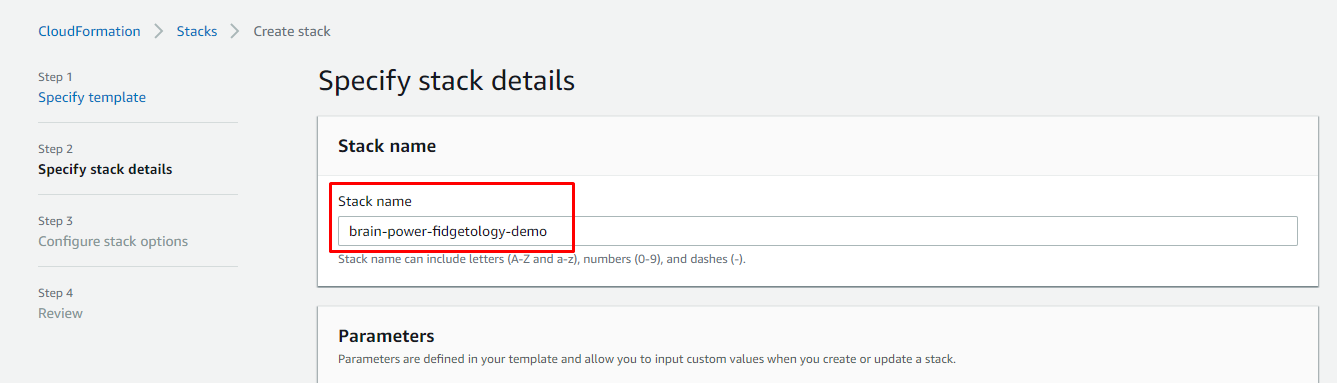 CloudFormation > Stacks > Create stack
Step 1
Specify template
Step 2
Specify stack details
Step 3
Configure stack options
Step 4
Review
Specify stack details
Stack name
Stack name
brain-power-fidgetology-demo
Stack name can include letters (A-Z and a-z), numbers (0-9), and dashes (-).
Parameters
Parameters are defined in your template and allow you to input custom values when you create or update a stack.